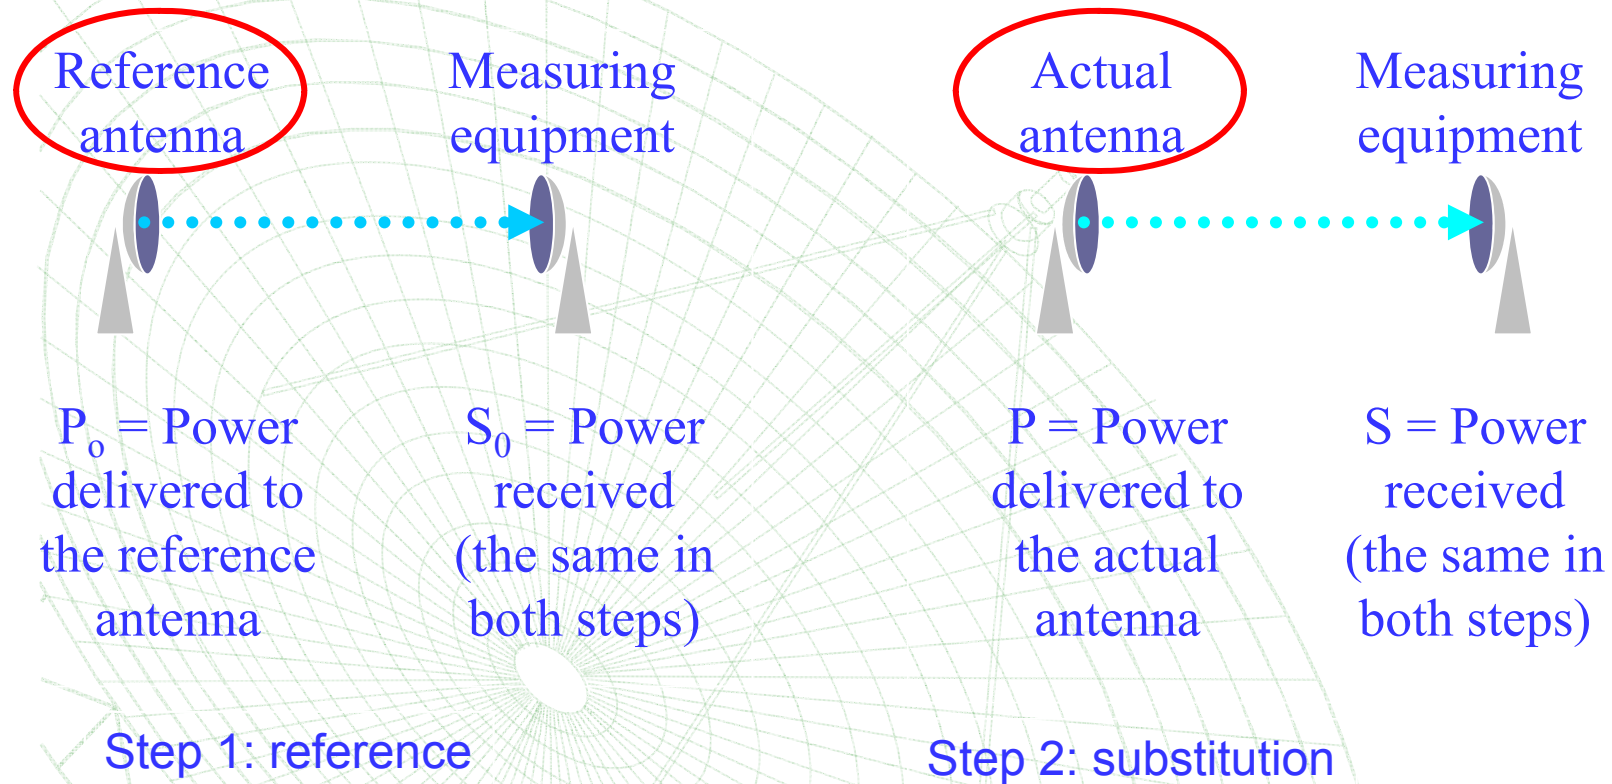 Reference
antenna
Measuring
equipment
Actual
antenna
Measuring
equipment
Pₒ = Power
delivered to
the reference
antenna
S₀ = Power
received
(the same in
both steps)
P = Power
delivered to
the actual
antenna
S = Power
received
(the same in
both steps)
Step 1: reference
Step 2: substitution